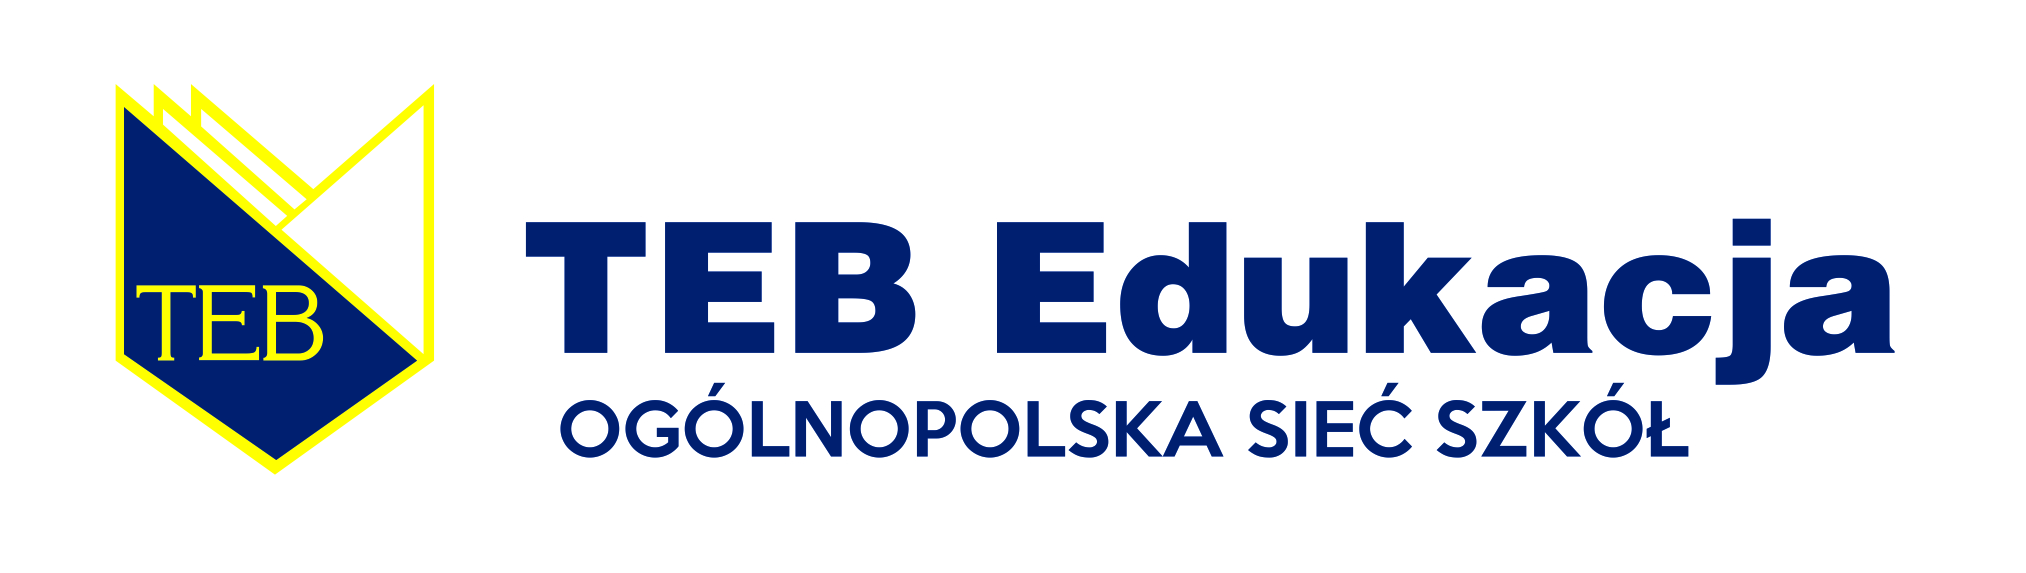 TEB
TEB Edukacja
OGÓLNOPOLSKA SIEĆ SZKÓŁ